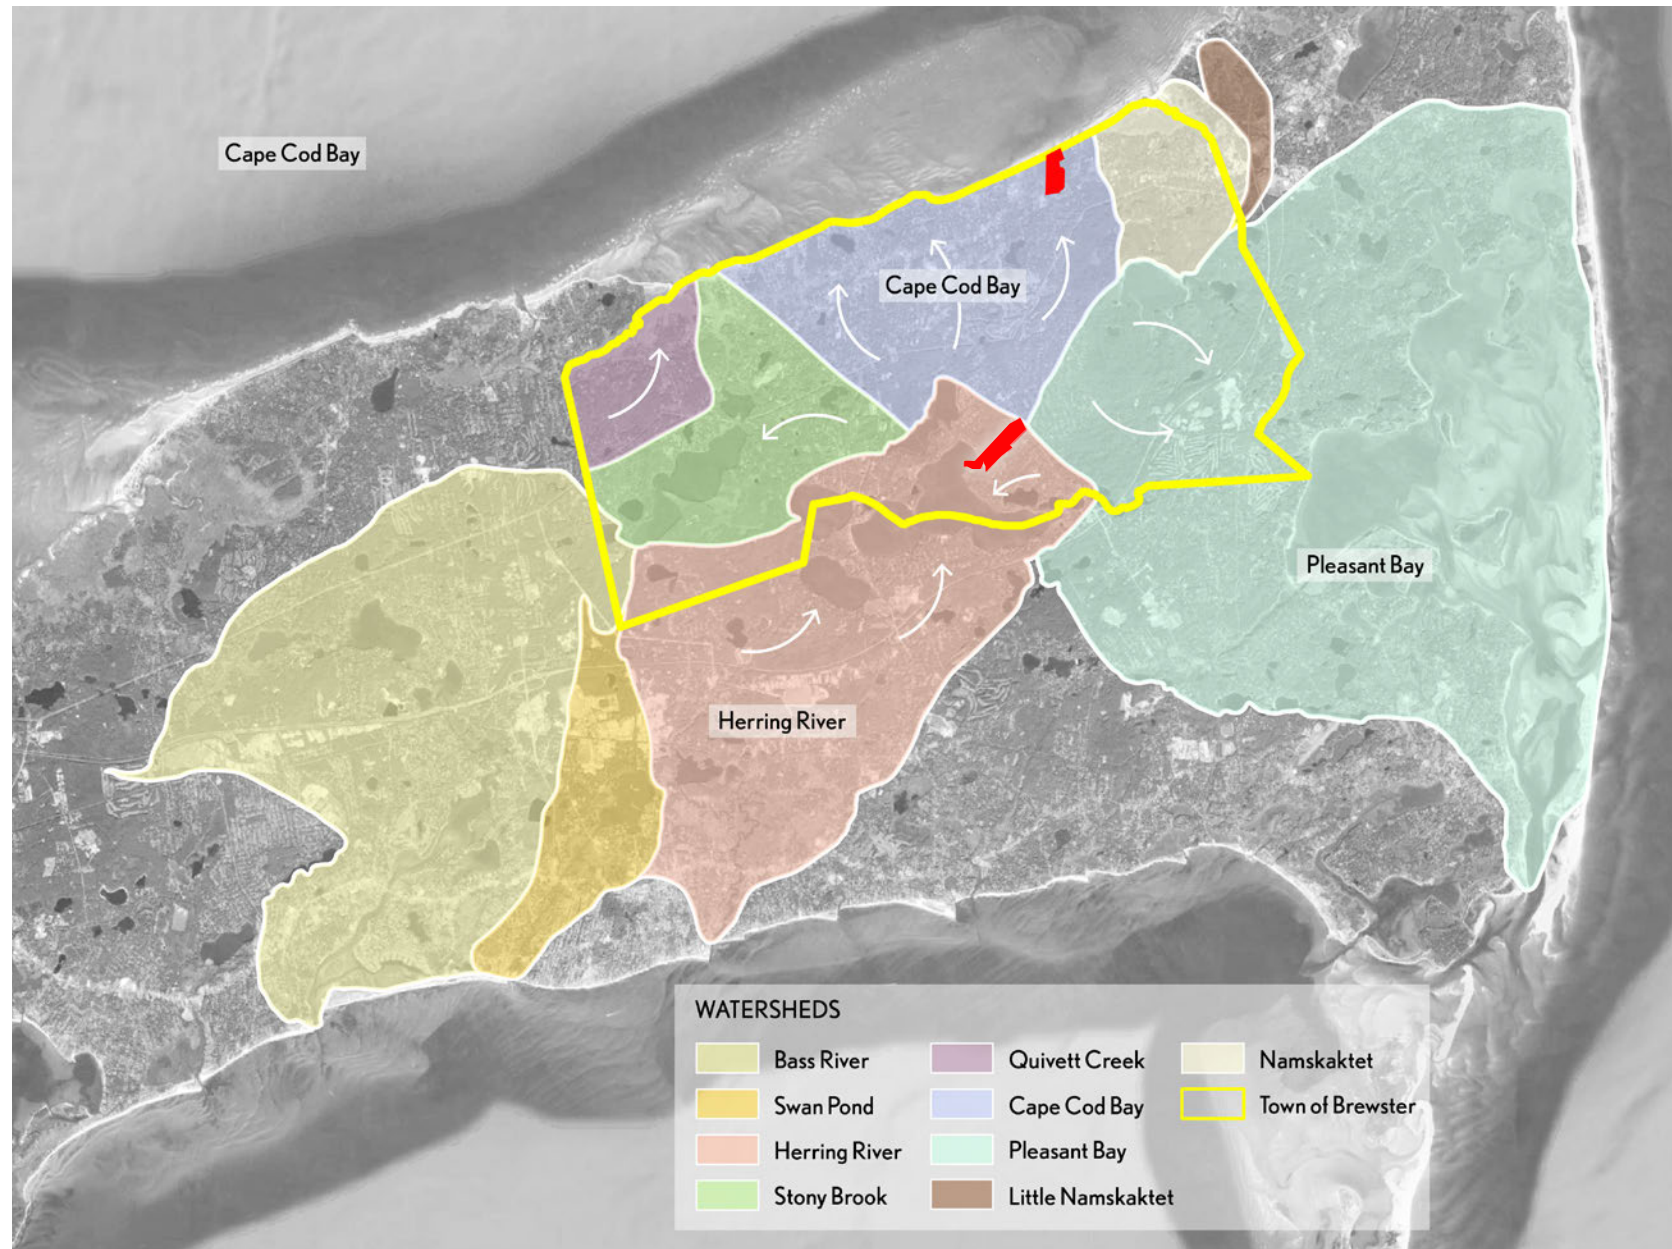 Cape Cod Bay
Cape Cod Bay
Pleasant Bay
Herring River
WATERSHEDS
Bass River
Swan Pond
Herring River
Stony Brook
Quivett Creek
Cape Cod Bay
Pleasant Bay
Little Namskaktet
Namskaktet
Town of Brewster